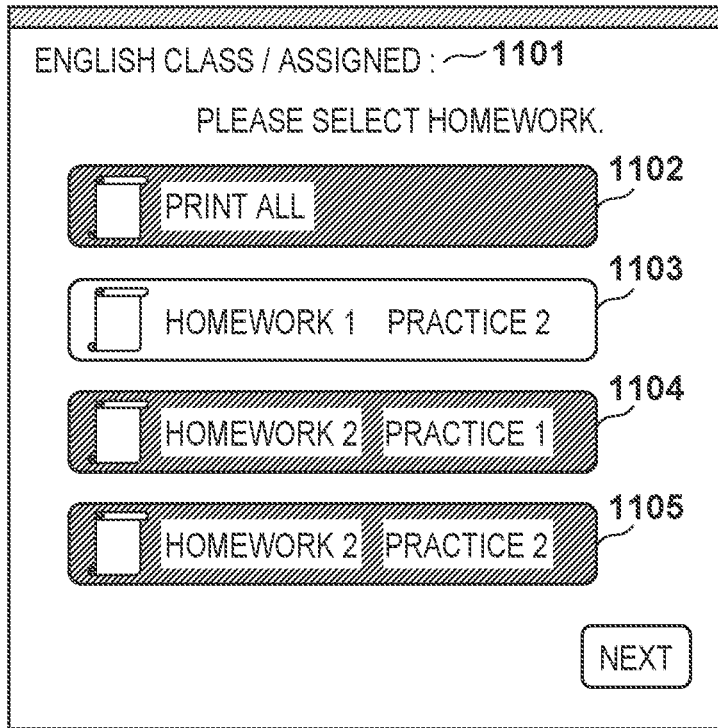 ENGLISH CLASS / ASSIGNED : 1101
PLEASE SELECT HOMEWORK.
1102
PRINT ALL
1103
HOMEWORK 1 PRACTICE 2
1104
HOMEWORK 2 PRACTICE 1
1105
HOMEWORK 2 PRACTICE 2
NEXT